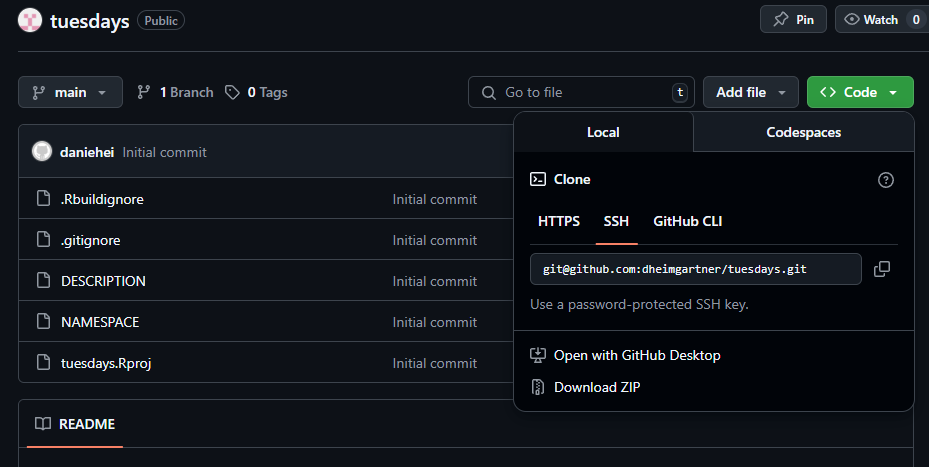 tuesdays Public Pin Watch 0
main 1 Branch 0 Tags Go to file t Add file Code
Local Codespaces
daniehei Initial commit
Clone
.Rbuildignore Initial commit
HTTPS SSH GitHub CLI
.gitignore Initial commit
git@github.com:dheimgartner/tuesdays.git
DESCRIPTION Initial commit
Use a password-protected SSH key.
NAMESPACE Initial commit
Open with GitHub Desktop
tuesdays.Rproj Initial commit
Download ZIP
README